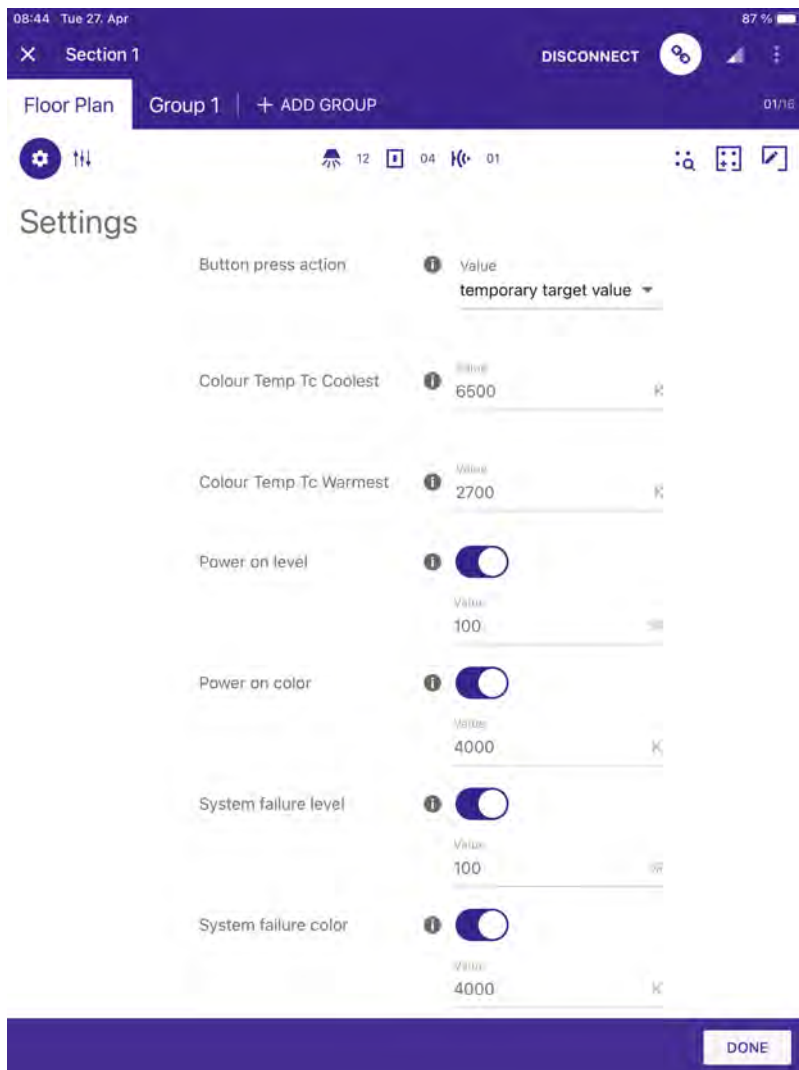 08:44 Tue 27. Apr 87 %
Section 1 DISCONNECT
Floor Plan Group 1 + ADD GROUP 01/16
12 04 01
Settings
Button press action Value
temporary target value
Colour Temp Tc Coolest Value
6500 K
Colour Temp Tc Warmest Value
2700 K
Power on level
Value
100
Power on color
Value
4000 K
System failure level
Value
100
System failure color
Value
4000 K
DONE